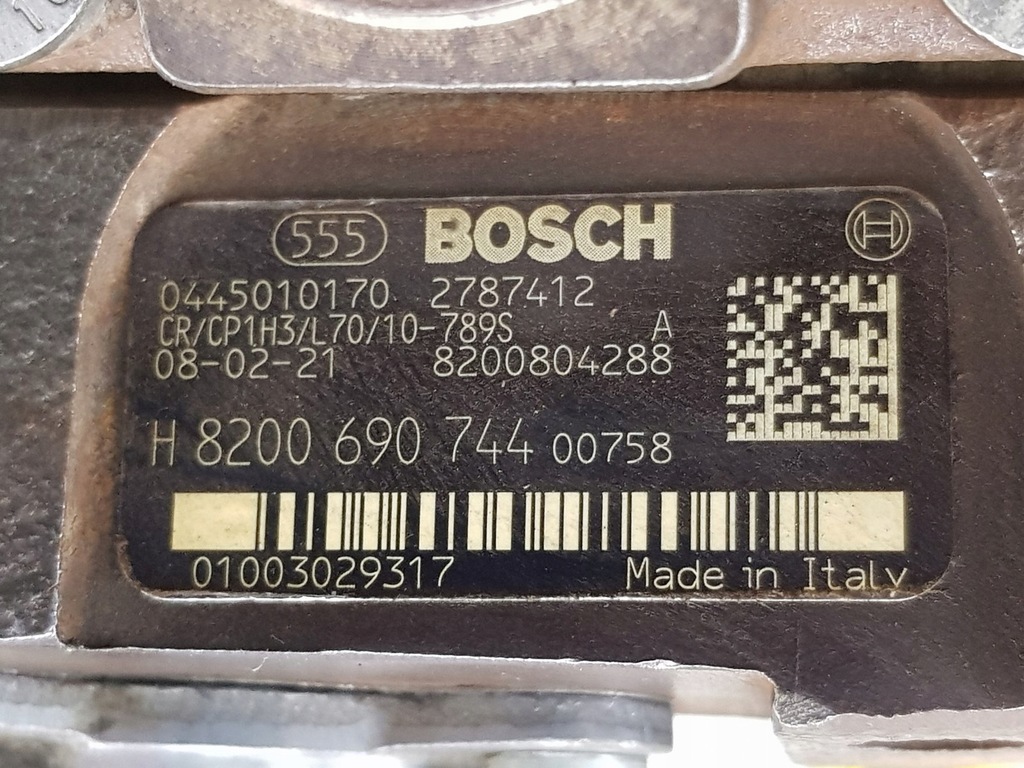 555 BOSCH
0445010170 2787412
CR/CP1H3/L70/10-789S A
08-02-21 8200804288
H 8200 690 744 00758
01003029317 Made in Italy